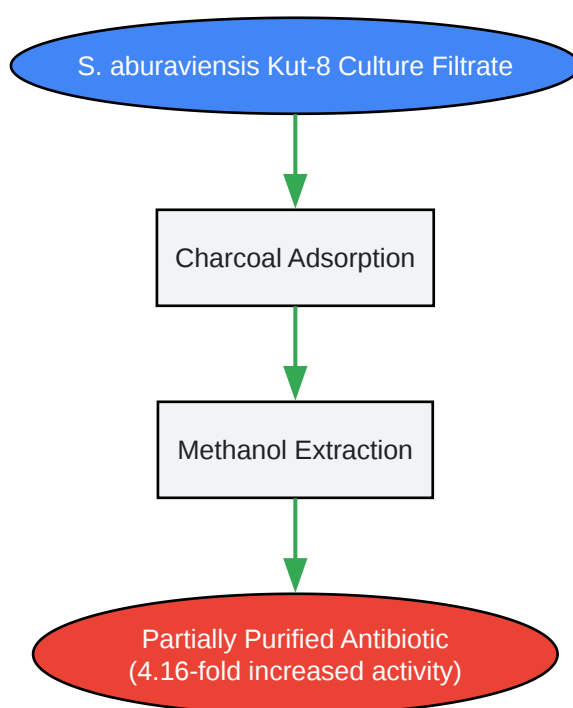 S. aburaviensis Kut-8 Culture Filtrate
Charcoal Adsorption
Methanol Extraction
Partially Purified Antibiotic
(4.16-fold increased activity)